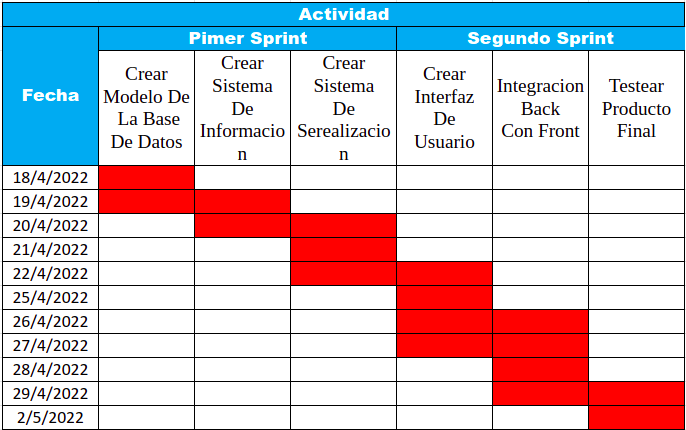 Actividad
Pimer Sprint
Segundo Sprint
Fecha
Crear
Modelo De
La Base
De Datos
Crear
Sistema
De
Informacio
n
Crear
Sistema
De
Serealizacio
n
Crear
Interfaz
De
Usuario
Integracion
Back
Con Front
Testear
Producto
Final
18/4/2022
19/4/2022
20/4/2022
21/4/2022
22/4/2022
25/4/2022
26/4/2022
27/4/2022
28/4/2022
29/4/2022
2/5/2022